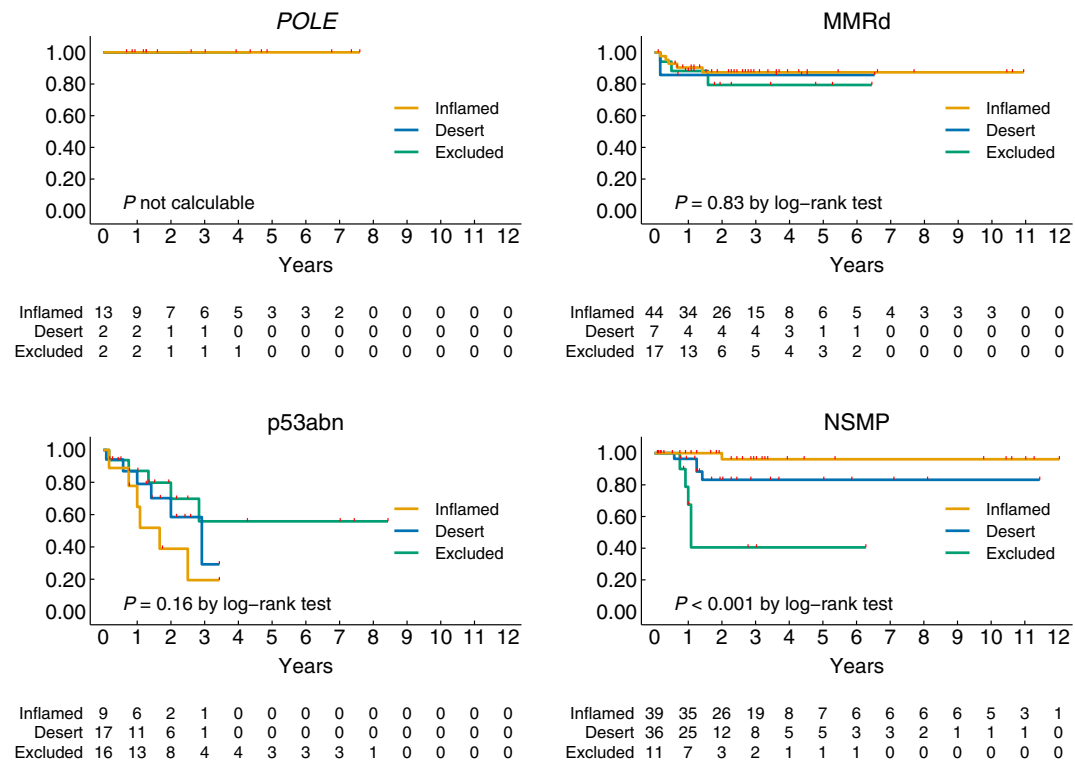 POLE
1.00
0.80
0.60
0.40
0.20
0.00
Inflamed
Desert
Excluded
P not calculable
0 1 2 3 4 5 6 7 8 9 10 11 12
Years
Inflamed 13 9 7 6 5 3 3 2 0 0 0 0 0
Desert 2 2 1 1 0 0 0 0 0 0 0 0 0
Excluded 2 2 1 1 1 0 0 0 0 0 0 0 0
MMRd
1.00
0.80
0.60
0.40
0.20
0.00
Inflamed
Desert
Excluded
P = 0.83 by log−rank test
0 1 2 3 4 5 6 7 8 9 10 11 12
Years
Inflamed 44 34 26 15 8 6 5 4 3 3 3 0 0
Desert 7 4 4 4 3 1 1 0 0 0 0 0 0
Excluded 17 13 6 5 4 3 2 0 0 0 0 0 0
p53abn
1.00
0.80
0.60
0.40
0.20
0.00
Inflamed
Desert
Excluded
P = 0.16 by log−rank test
0 1 2 3 4 5 6 7 8 9 10 11 12
Years
Inflamed 9 6 2 1 0 0 0 0 0 0 0 0 0
Desert 17 11 6 1 0 0 0 0 0 0 0 0 0
Excluded 16 13 8 4 4 3 3 3 1 0 0 0 0
NSMP
1.00
0.80
0.60
0.40
0.20
0.00
Inflamed
Desert
Excluded
P < 0.001 by log−rank test
0 1 2 3 4 5 6 7 8 9 10 11 12
Years
Inflamed 39 35 26 19 8 7 6 6 6 6 5 3 1
Desert 36 25 12 8 5 5 3 3 2 1 1 1 0
Excluded 11 7 3 2 1 1 1 0 0 0 0 0 0